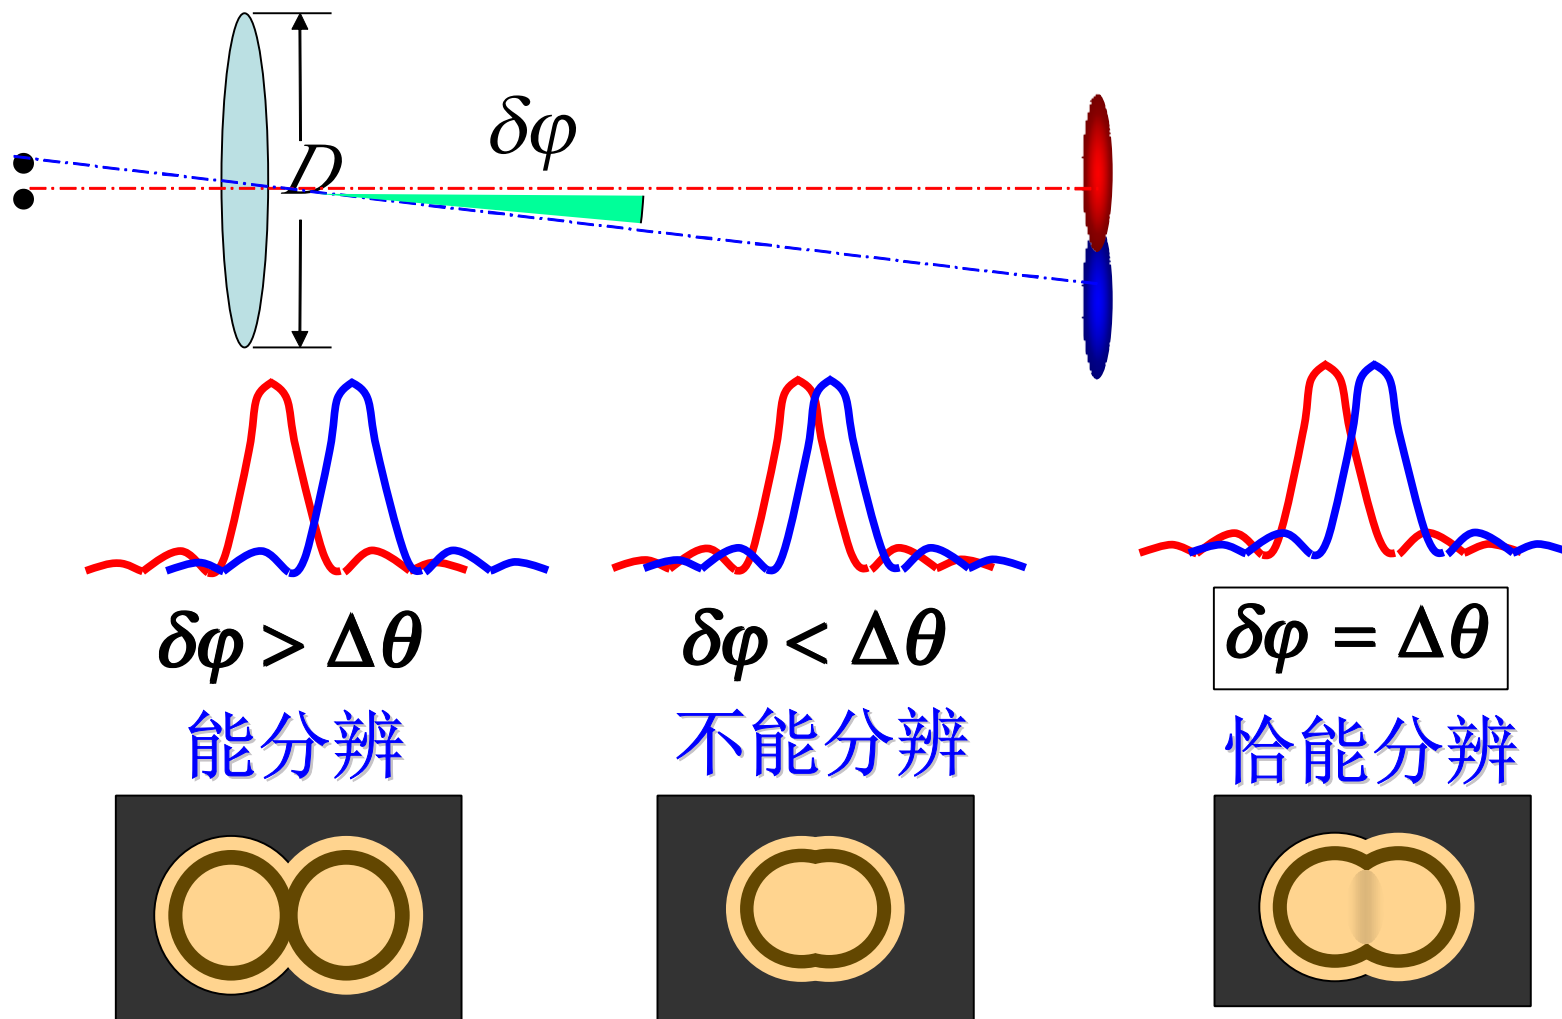 D
δφ
δφ > Δθ
δφ < Δθ
δφ = Δθ
能分辨
不能分辨
恰能分辨